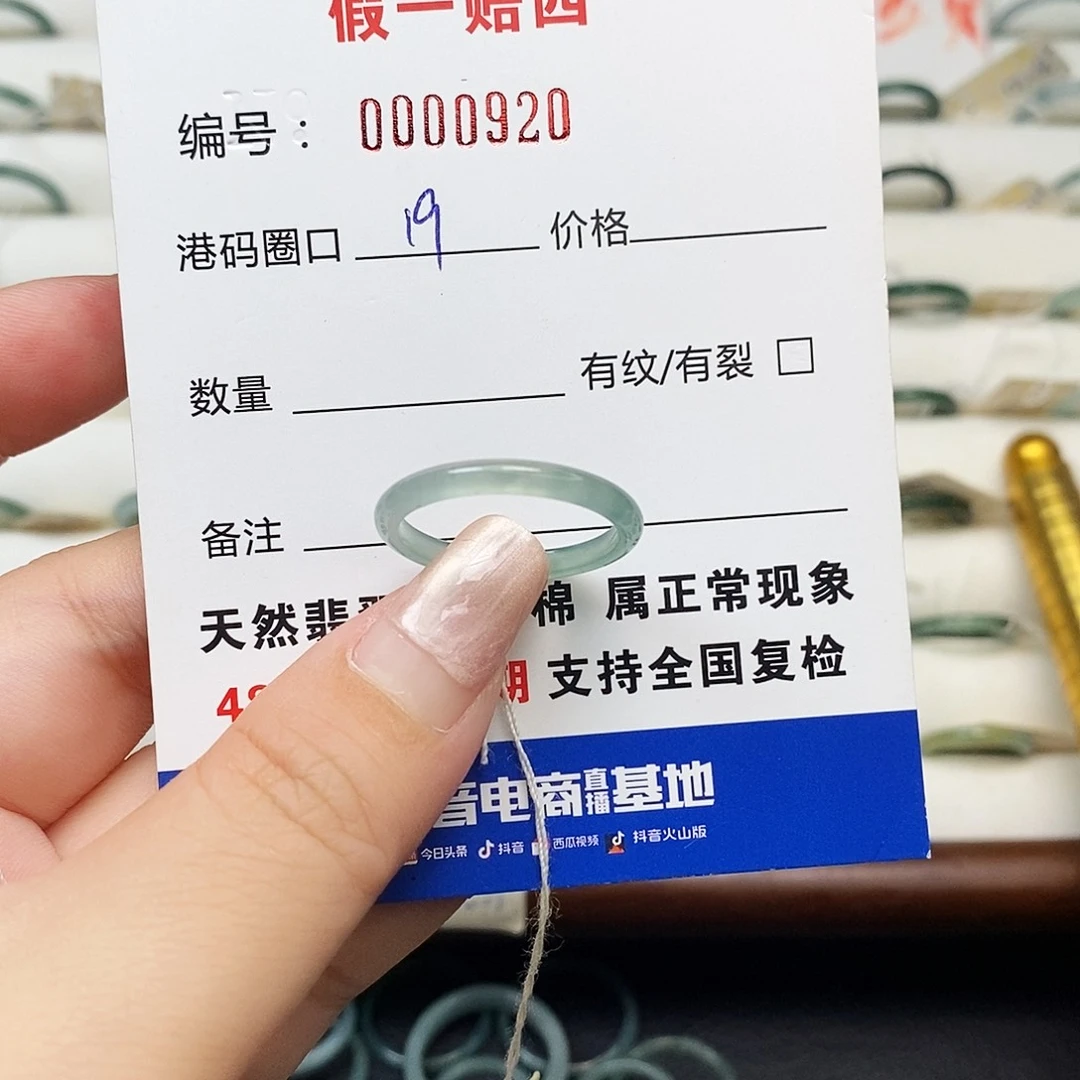 假一赔四
编号： 0000920
港码圈口 19 价格
数量 有纹/有裂 □
备注
天然翡 棉 属正常现象
48 期 支持全国复检
音电商直播基地
今日头条 抖音 西瓜视频 抖音火山版